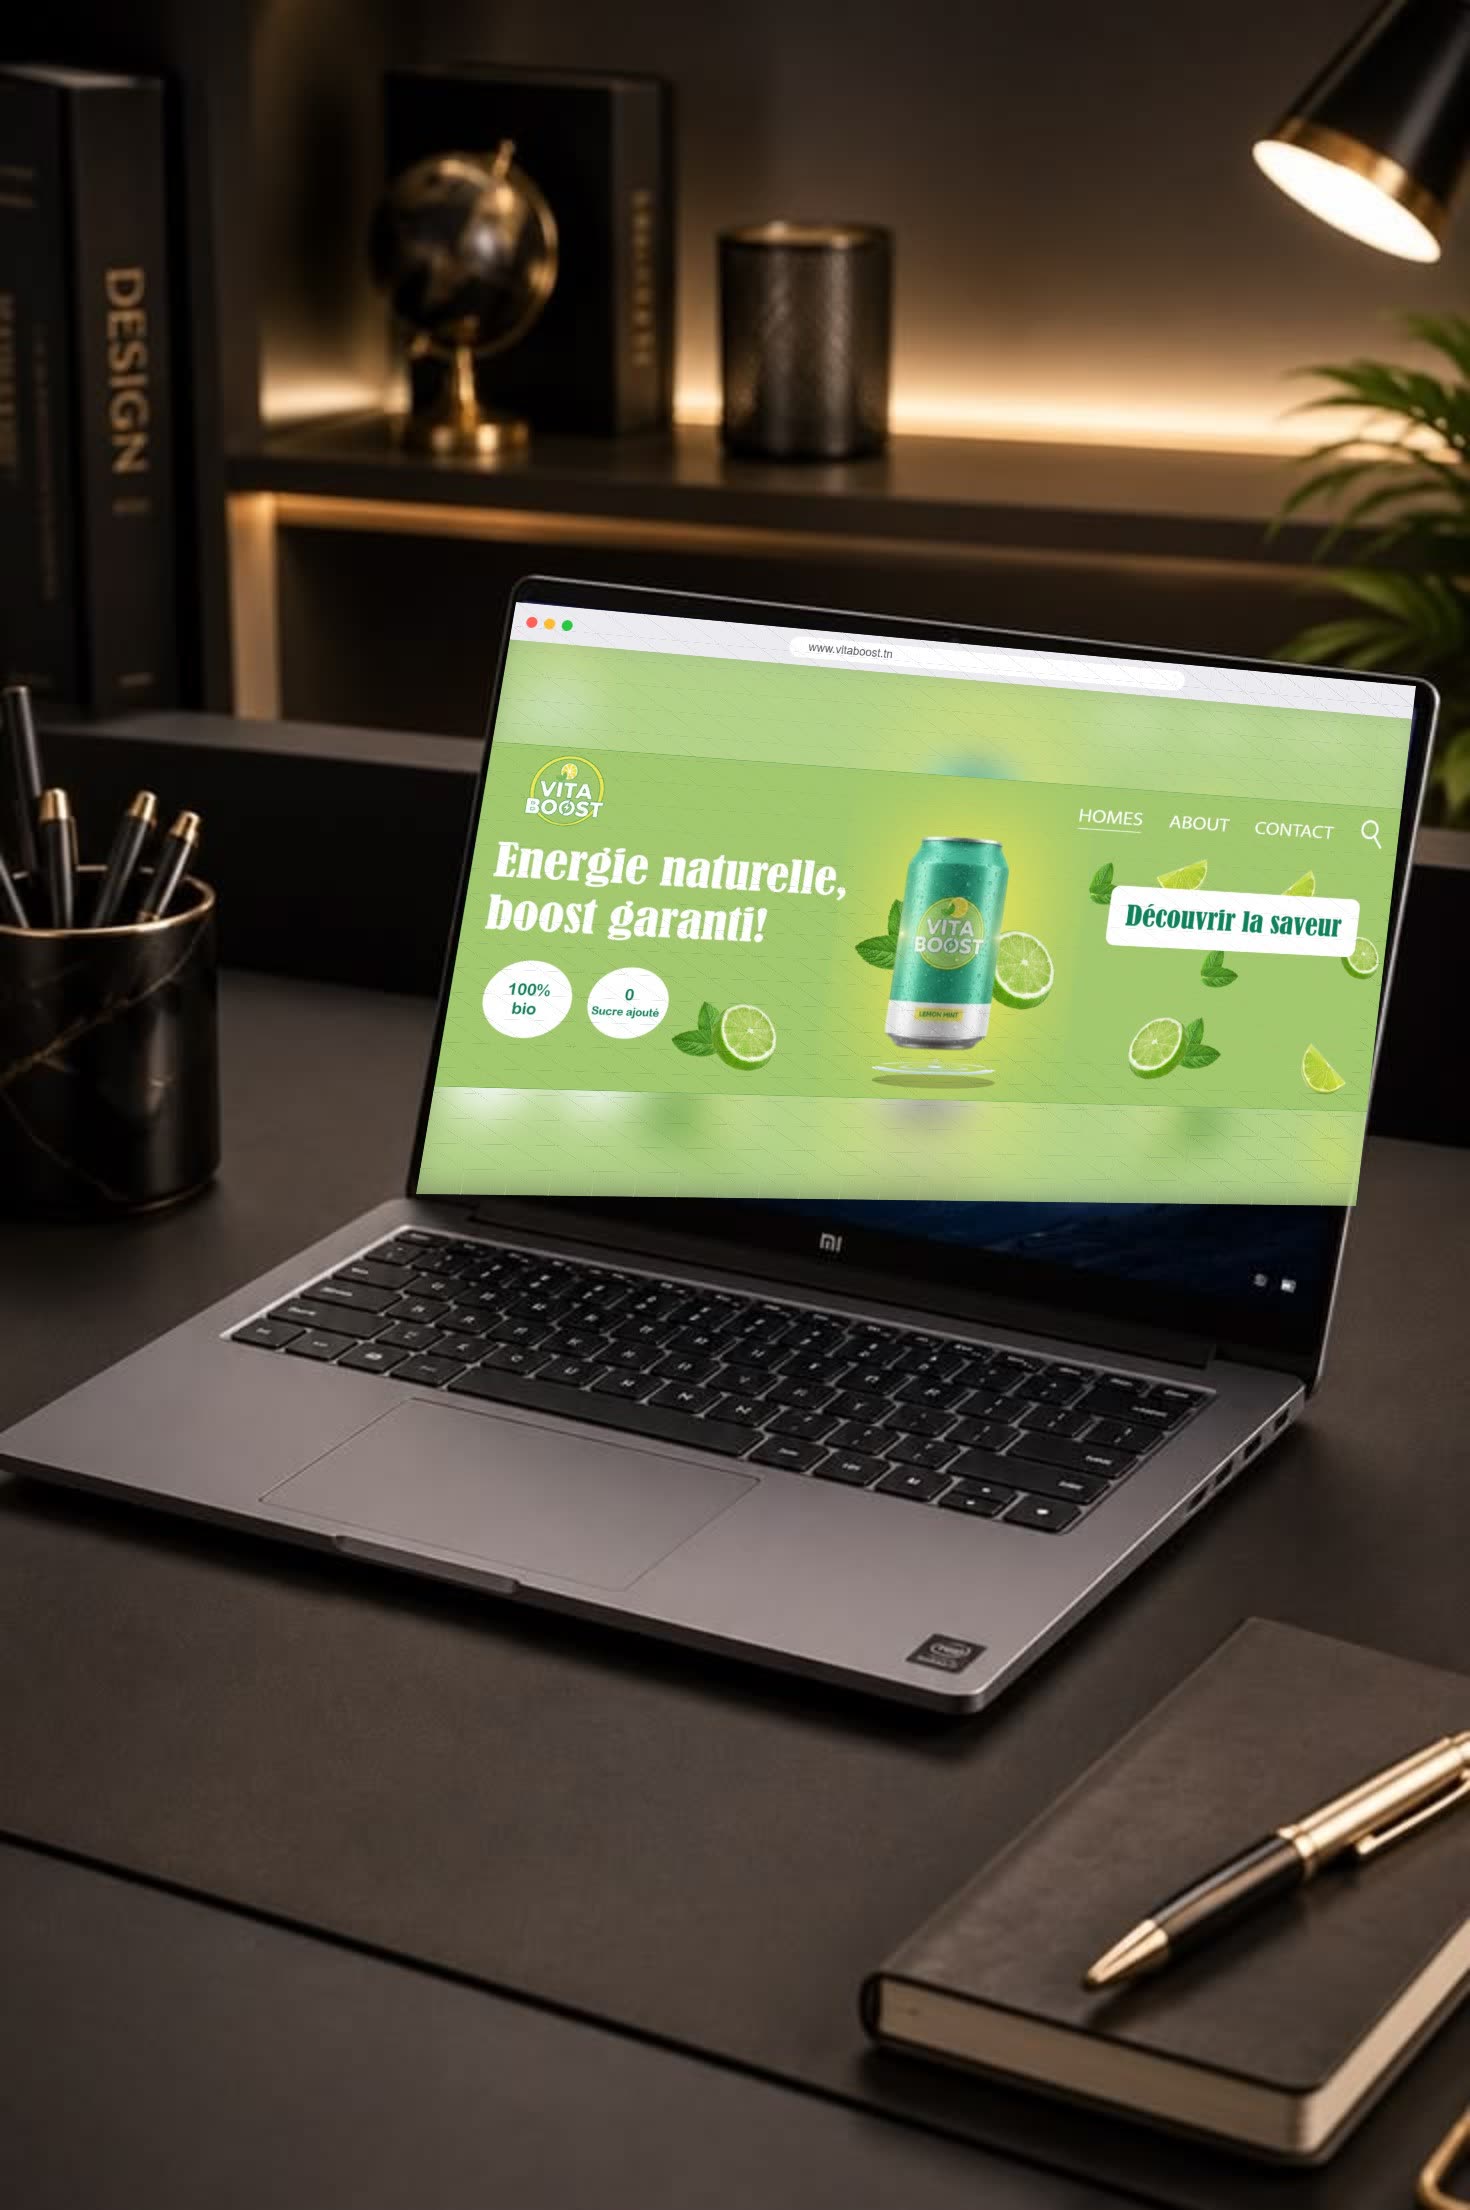 DESIGN
www.vitaboost.tn
VITA
BOOST
HOMES ABOUT CONTACT
Energie naturelle,
boost garanti!
Découvrir la saveur
VITA
BOOST
LEMON MINT
100%
bio
0
Sucre ajouté
mi